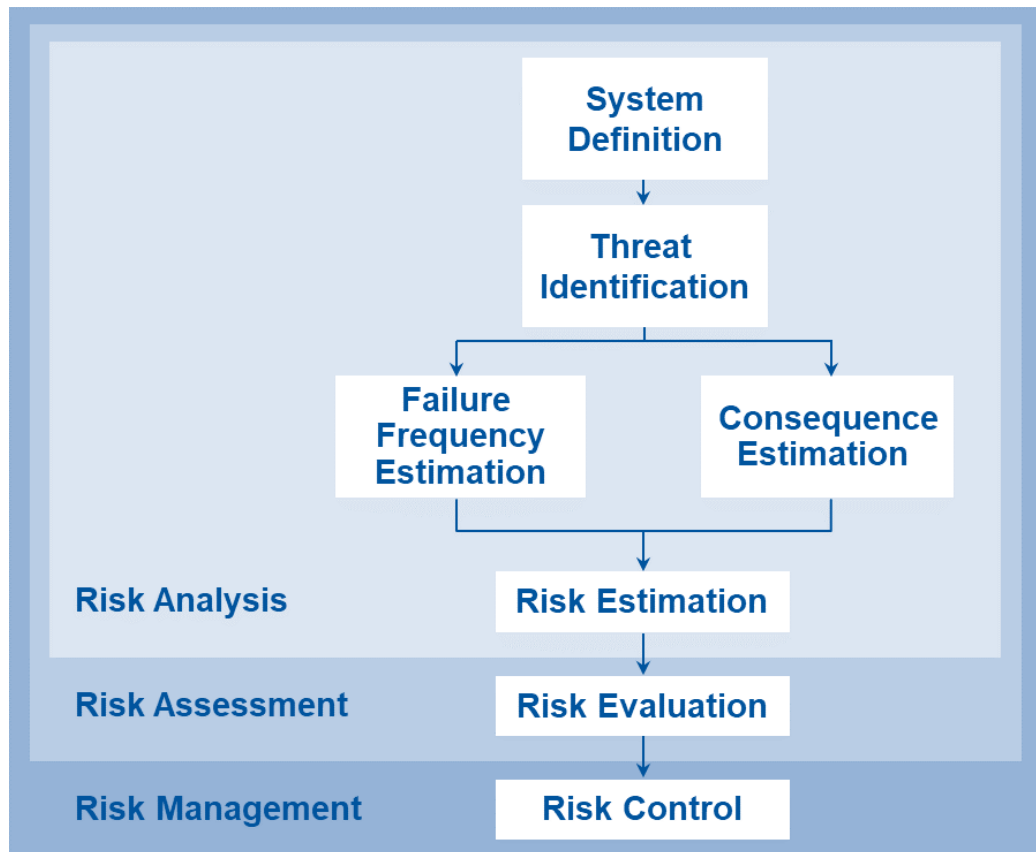 System
Definition
Threat
Identification
Failure
Frequency
Estimation
Consequence
Estimation
Risk Analysis
Risk Estimation
Risk Assessment
Risk Evaluation
Risk Management
Risk Control